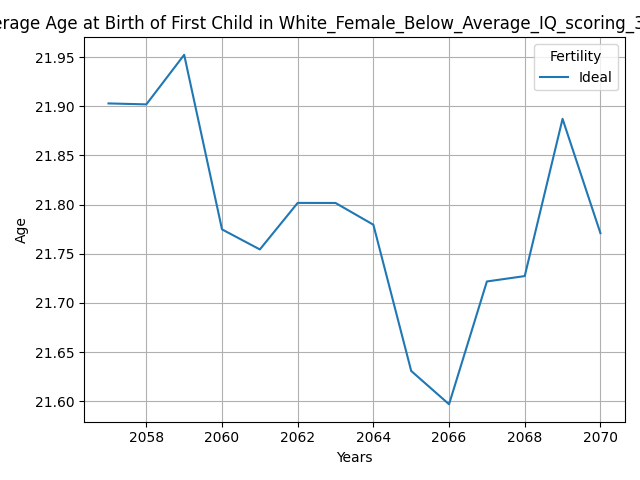 Average Age at Birth of First Child in White_Female_Below_Average_IQ_scoring_3
Fertility
Ideal
21.95
21.90
21.85
21.80
21.75
21.70
21.65
21.60
Age
2058 2060 2062 2064 2066 2068 2070
Years